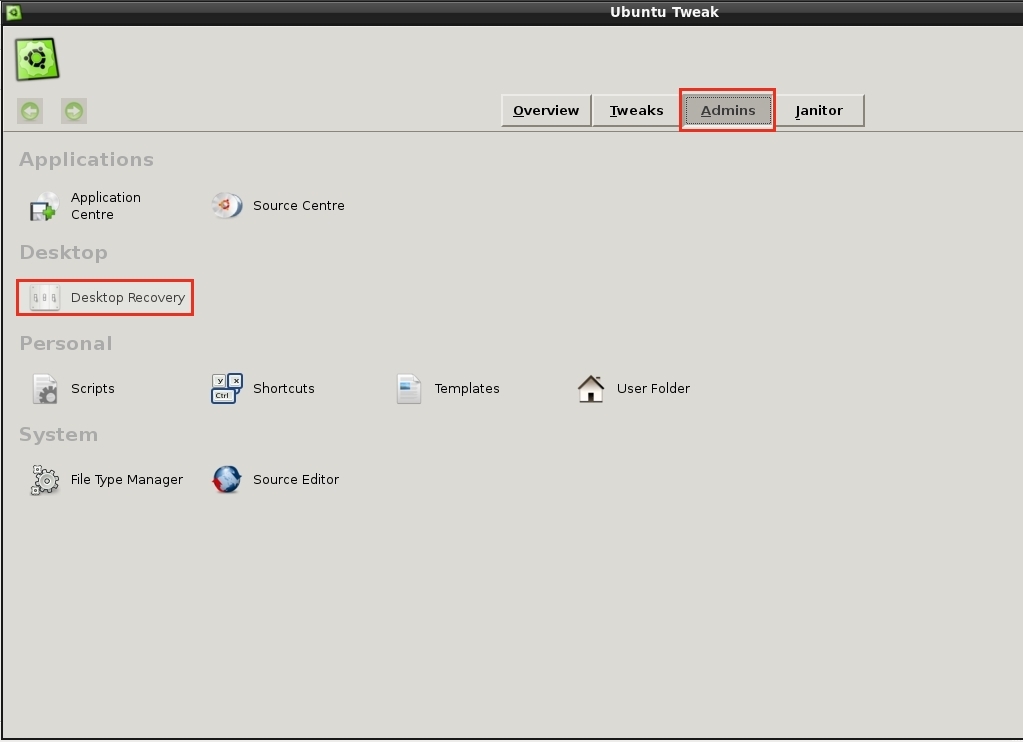 Ubuntu Tweak
Overview Tweaks Admins Janitor
Applications
Application
Centre
Source Centre
Desktop
Desktop Recovery
Personal
Scripts
Y X
Ctrl
Shortcuts
Templates
User Folder
System
File Type Manager
Source Editor